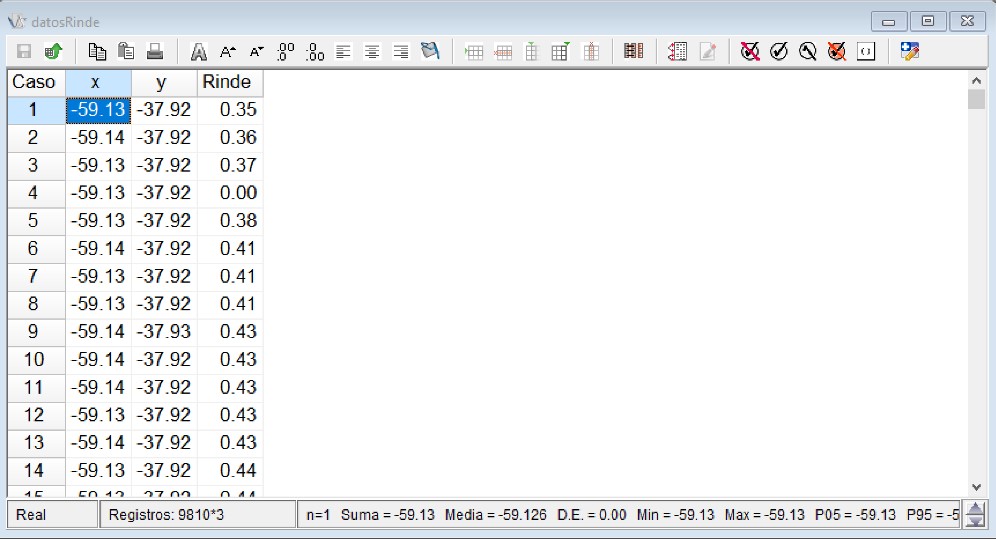 datosRinde
Caso x y Rinde
1 -59.13 -37.92 0.35
2 -59.14 -37.92 0.36
3 -59.13 -37.92 0.37
4 -59.13 -37.92 0.00
5 -59.13 -37.92 0.38
6 -59.14 -37.92 0.41
7 -59.13 -37.92 0.41
8 -59.13 -37.92 0.41
9 -59.14 -37.93 0.43
10 -59.14 -37.92 0.43
11 -59.14 -37.92 0.43
12 -59.13 -37.92 0.43
13 -59.14 -37.92 0.43
14 -59.13 -37.92 0.44
Real Registros: 9810*3 n=1 Suma = -59.13 Media = -59.126 D.E. = 0.00 Min = -59.13 Max = -59.13 P05 = -59.13 P95 = -5